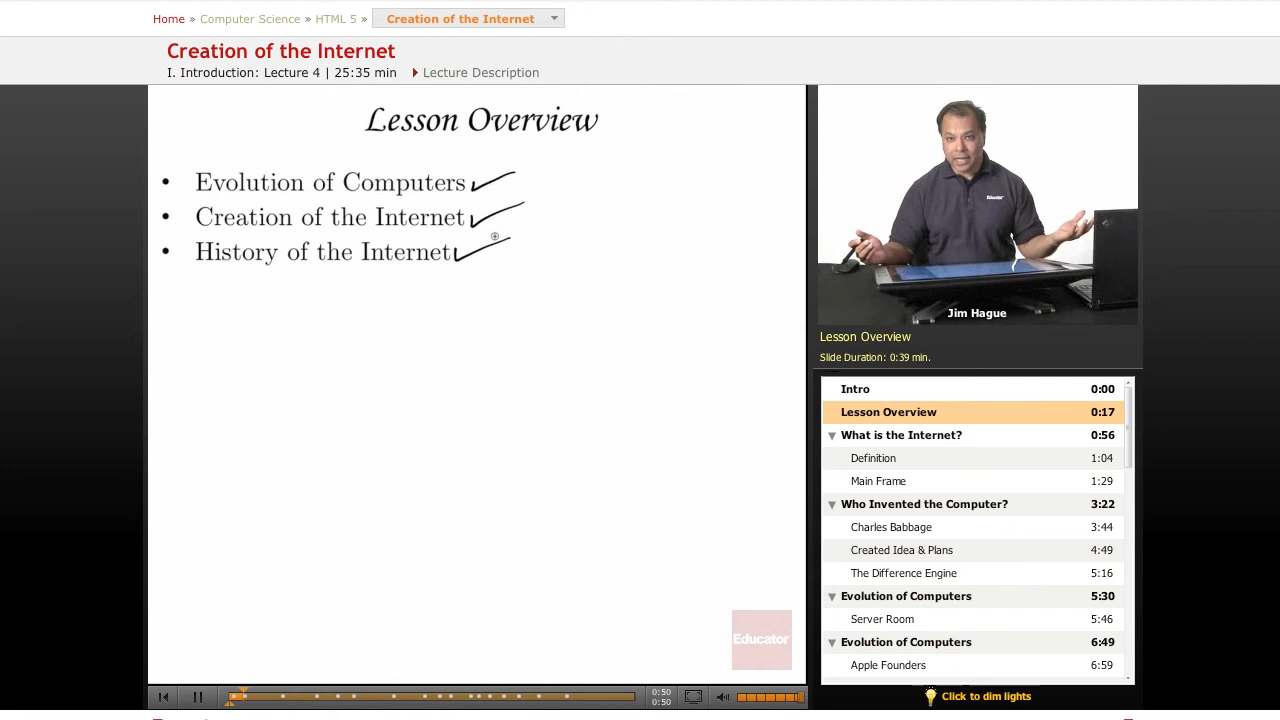 Home » Computer Science » HTML 5 » Creation of the Internet
Creation of the Internet
I. Introduction: Lecture 4 | 25:35 min Lecture Description
Lesson Overview
• Evolution of Computers
• Creation of the Internet
• History of the Internet
Educator
Educator
Jim Hague
Lesson Overview
Slide Duration: 0:39 min.
Intro 0:00
Lesson Overview 0:17
What is the Internet? 0:56
Definition 1:04
Main Frame 1:29
Who Invented the Computer? 3:22
Charles Babbage 3:44
Created Idea & Plans 4:49
The Difference Engine 5:16
Evolution of Computers 5:30
Server Room 5:46
Evolution of Computers 6:49
Apple Founders 6:59
0:50
0:50
Click to dim lights